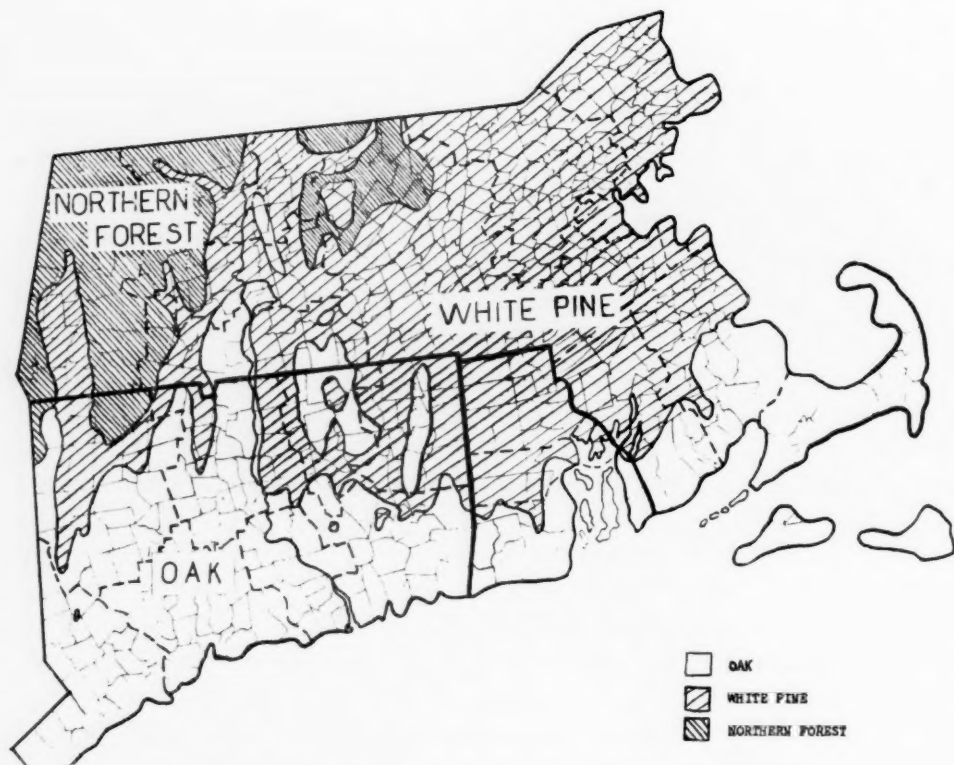 NORTHERN
FOREST
WHITE PINE
OAK
OAK
WHITE PINE
NORTHERN FOREST